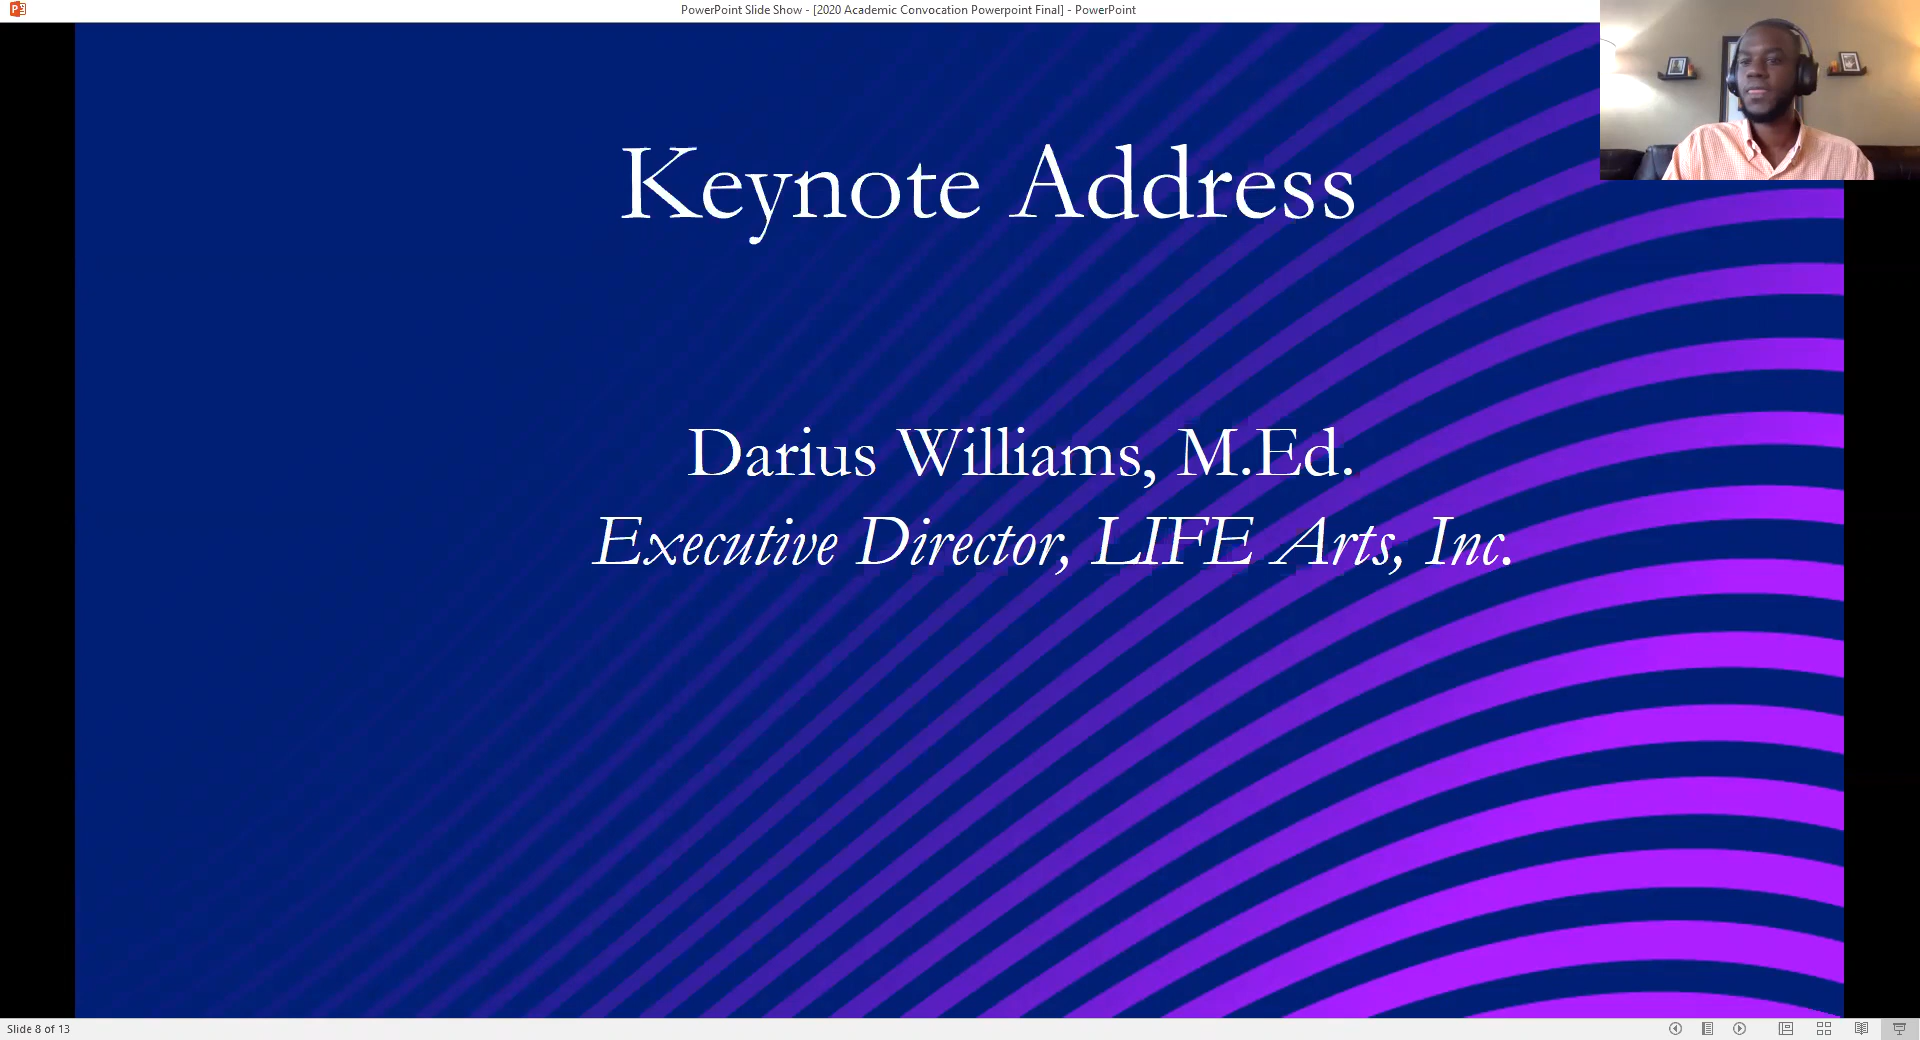 PowerPoint Slide Show - [2020 Academic Convocation Powerpoint Final] - PowerPoint
Keynote Address
Darius Williams, M.Ed.
Executive Director, LIFE Arts, Inc.
Slide 8 of 13